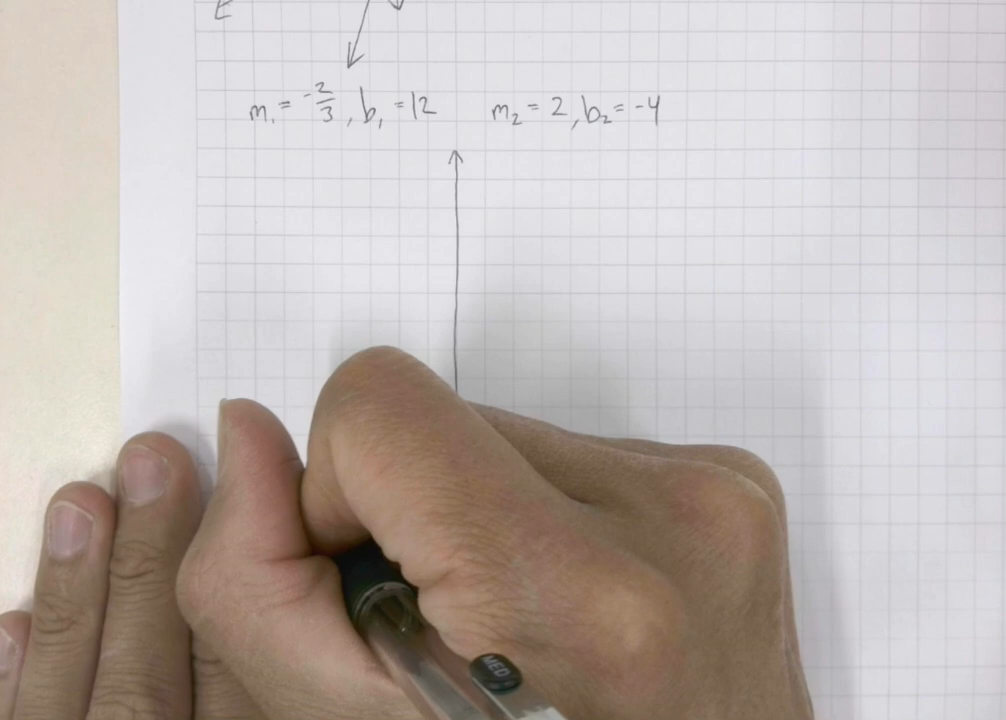 m₁ = -2/3, b₁ = 12 m₂ = 2, b₂ = -4
MED